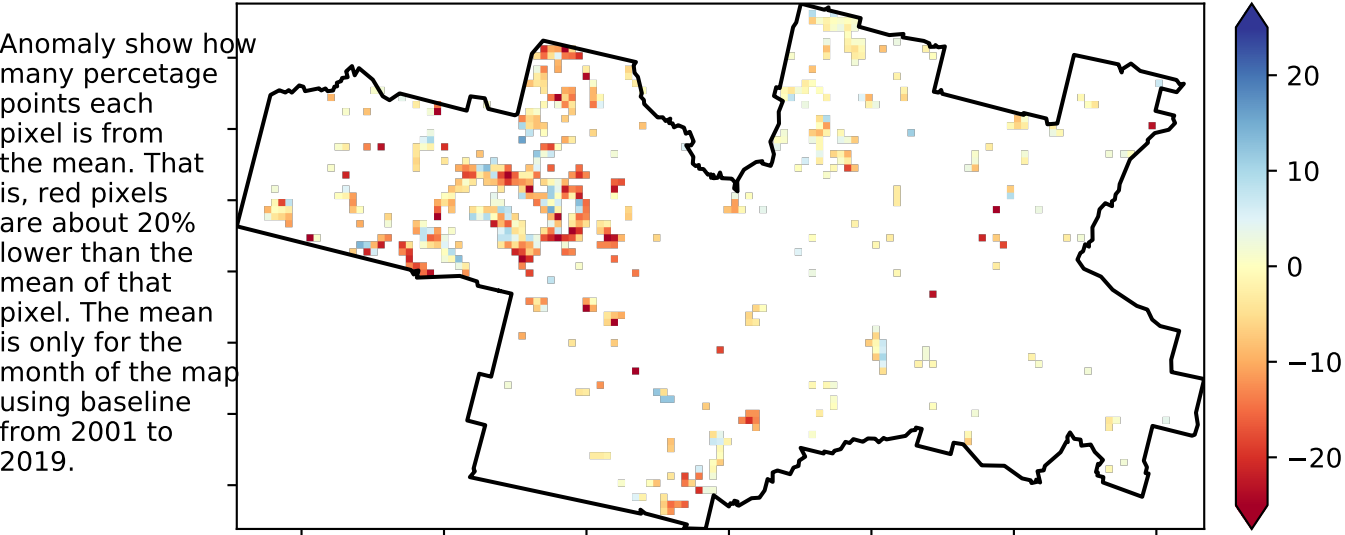 Anomaly show how
many percetage
points each
pixel is from
the mean. That
is, red pixels
are about 20%
lower than the
mean of that
pixel. The mean
is only for the
month of the map
using baseline
from 2001 to
2019.
20
10
0
−10
−20